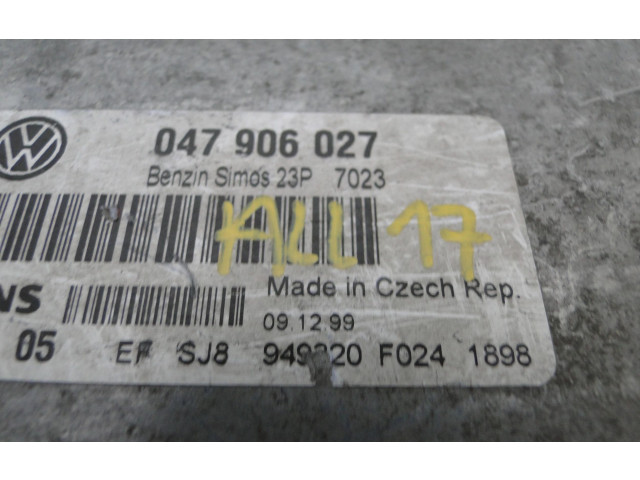 047 906 027
Benzin Simos 23P 7023
ALL 17
Made in Czech Rep.
09.12.99
05 EF SJ8 F024 1898